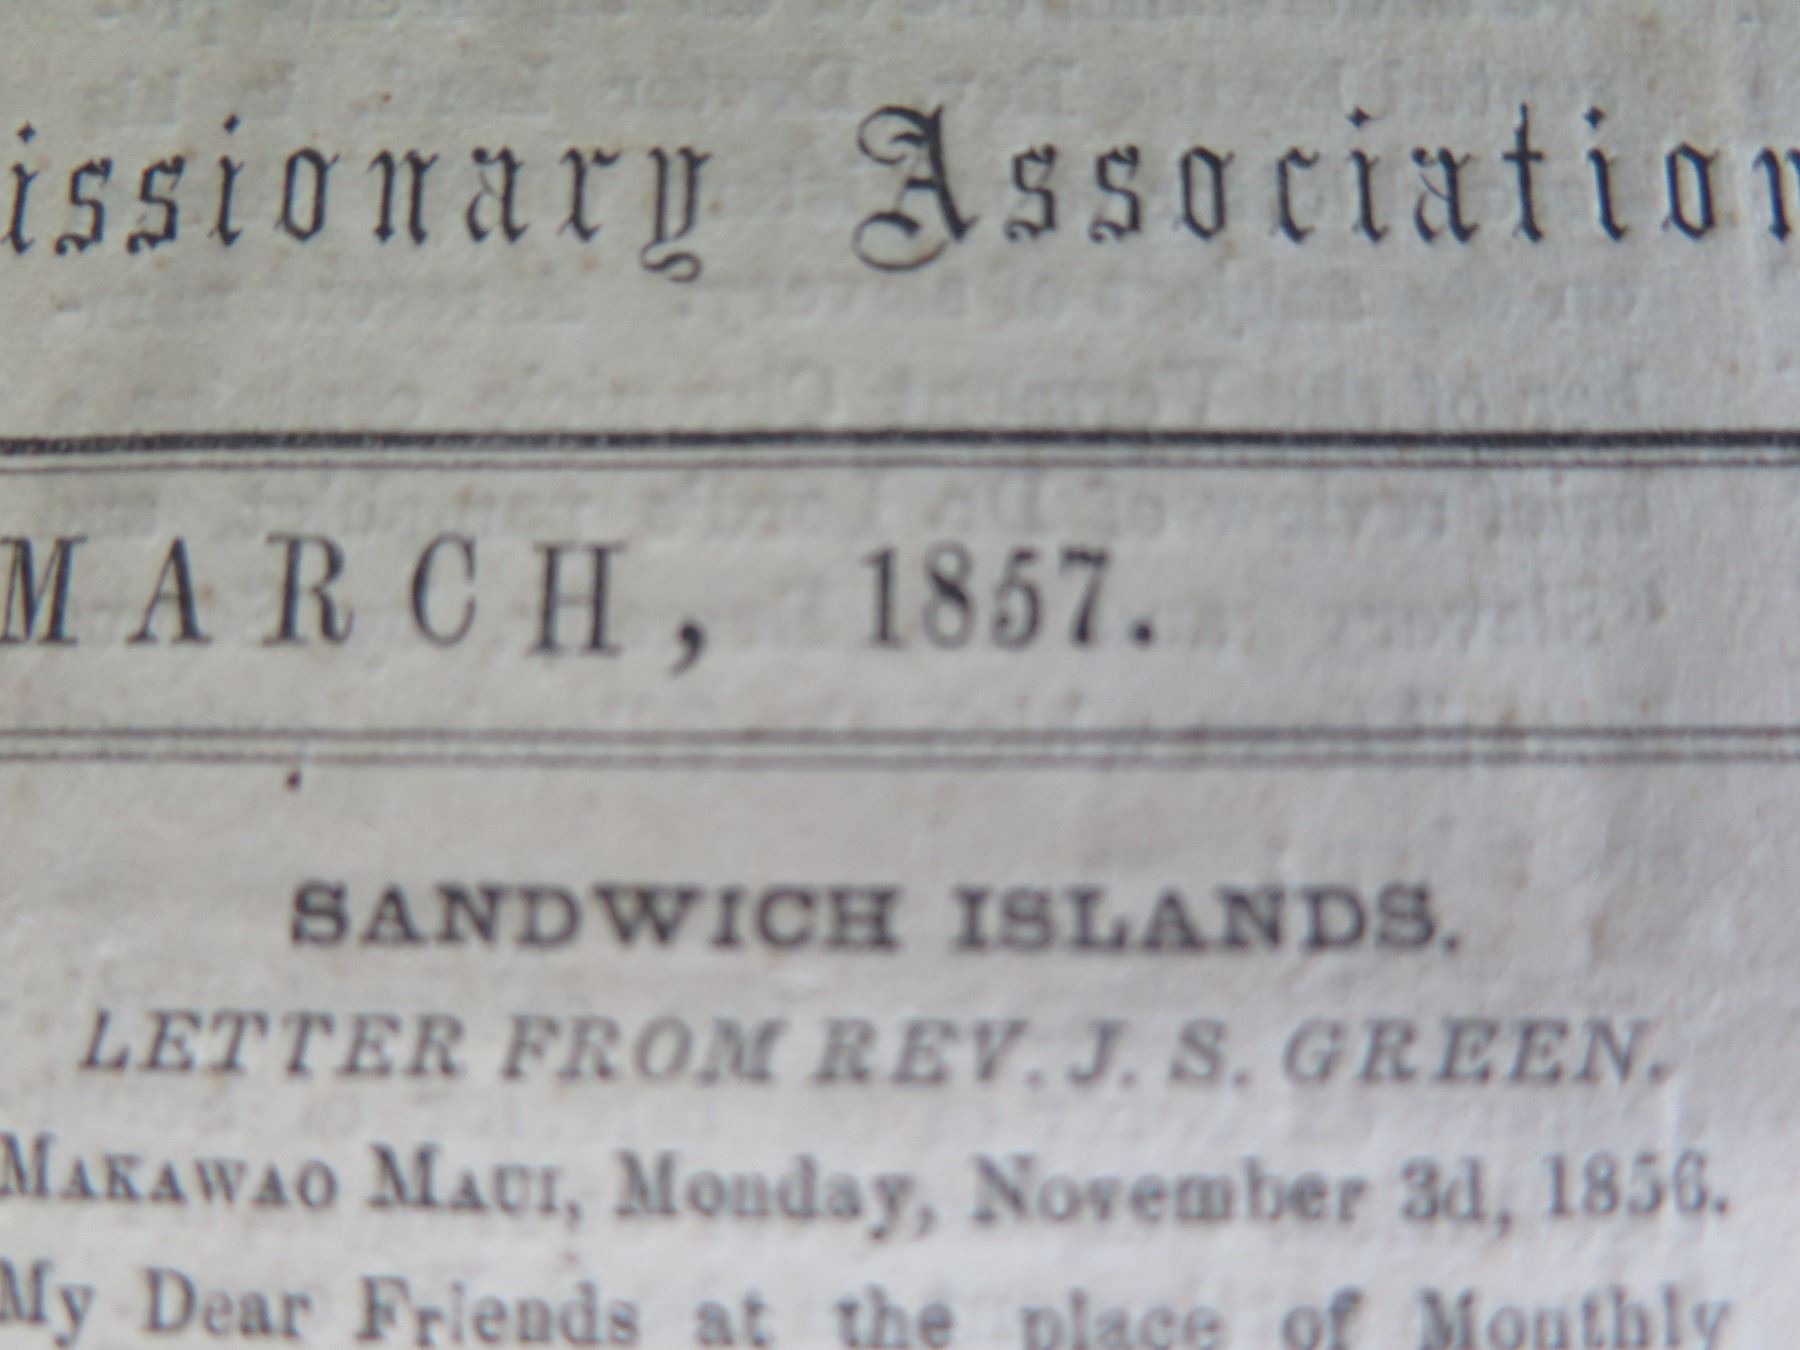 issionary Association
MARCH, 1857.
SANDWICH ISLANDS.
LETTER FROM REV. J. S. GREEN.
MAKAWAO MAUI, Monday, November 3d, 1856.
My Dear Friends at the place of Monthly